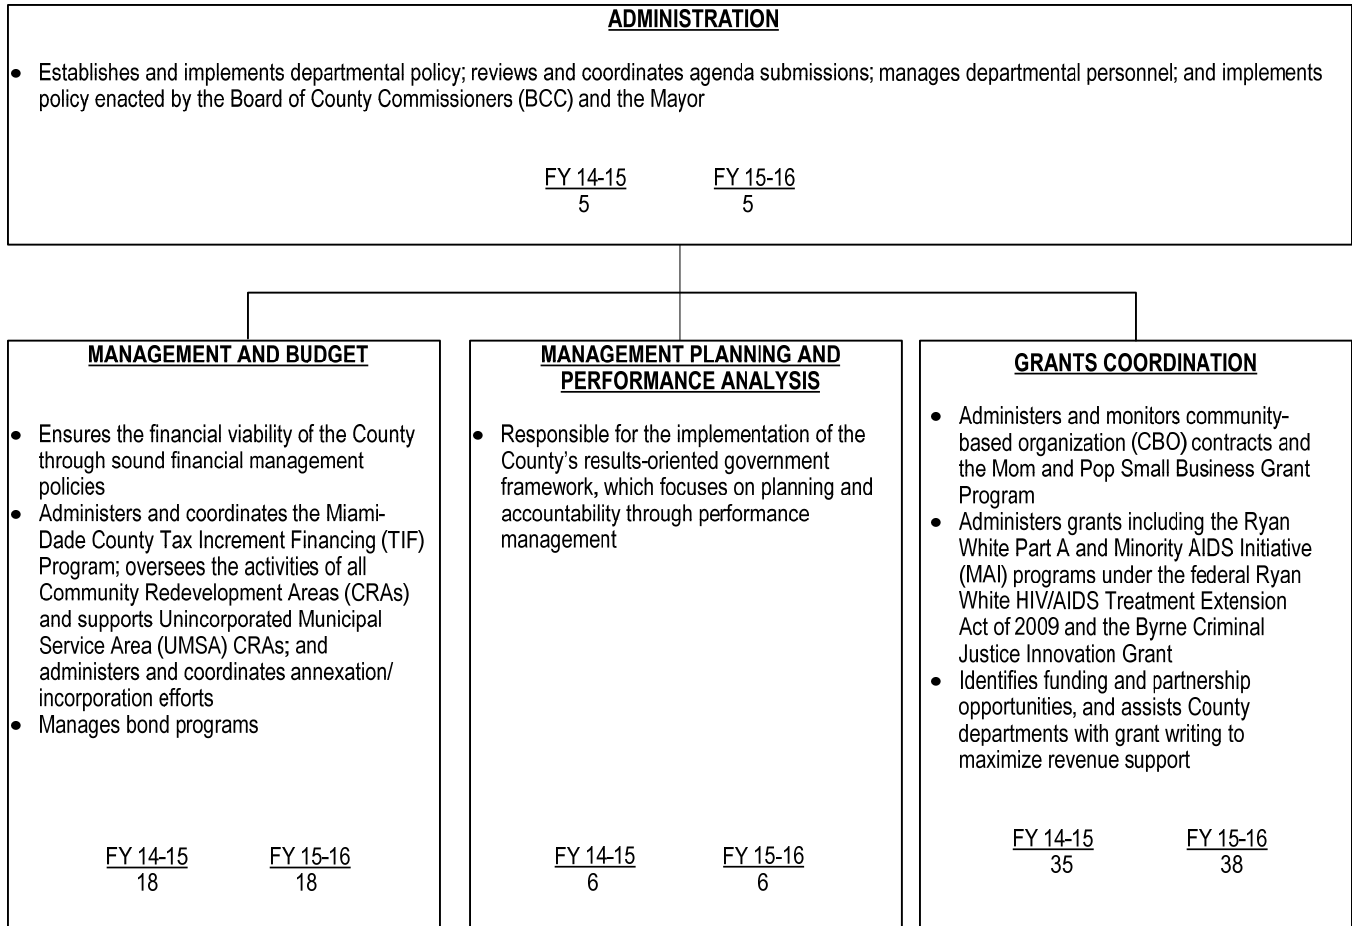 ADMINISTRATION
• Establishes and implements departmental policy; reviews and coordinates agenda submissions; manages departmental personnel; and implements
policy enacted by the Board of County Commissioners (BCC) and the Mayor
FY 14-15 FY 15-16
5 5
MANAGEMENT AND BUDGET
• Ensures the financial viability of the County
through sound financial management
policies
• Administers and coordinates the Miami-
Dade County Tax Increment Financing (TIF)
Program; oversees the activities of all
Community Redevelopment Areas (CRAs)
and supports Unincorporated Municipal
Service Area (UMSA) CRAs; and
administers and coordinates annexation/
incorporation efforts
• Manages bond programs
FY 14-15 FY 15-16
18 18
MANAGEMENT PLANNING AND
PERFORMANCE ANALYSIS
• Responsible for the implementation of the
County's results-oriented government
framework, which focuses on planning and
accountability through performance
management
FY 14-15 FY 15-16
6 6
GRANTS COORDINATION
• Administers and monitors community-
based organization (CBO) contracts and
the Mom and Pop Small Business Grant
Program
• Administers grants including the Ryan
White Part A and Minority AIDS Initiative
(MAI) programs under the federal Ryan
White HIV/AIDS Treatment Extension
Act of 2009 and the Byrne Criminal
Justice Innovation Grant
• Identifies funding and partnership
opportunities, and assists County
departments with grant writing to
maximize revenue support
FY 14-15 FY 15-16
35 38